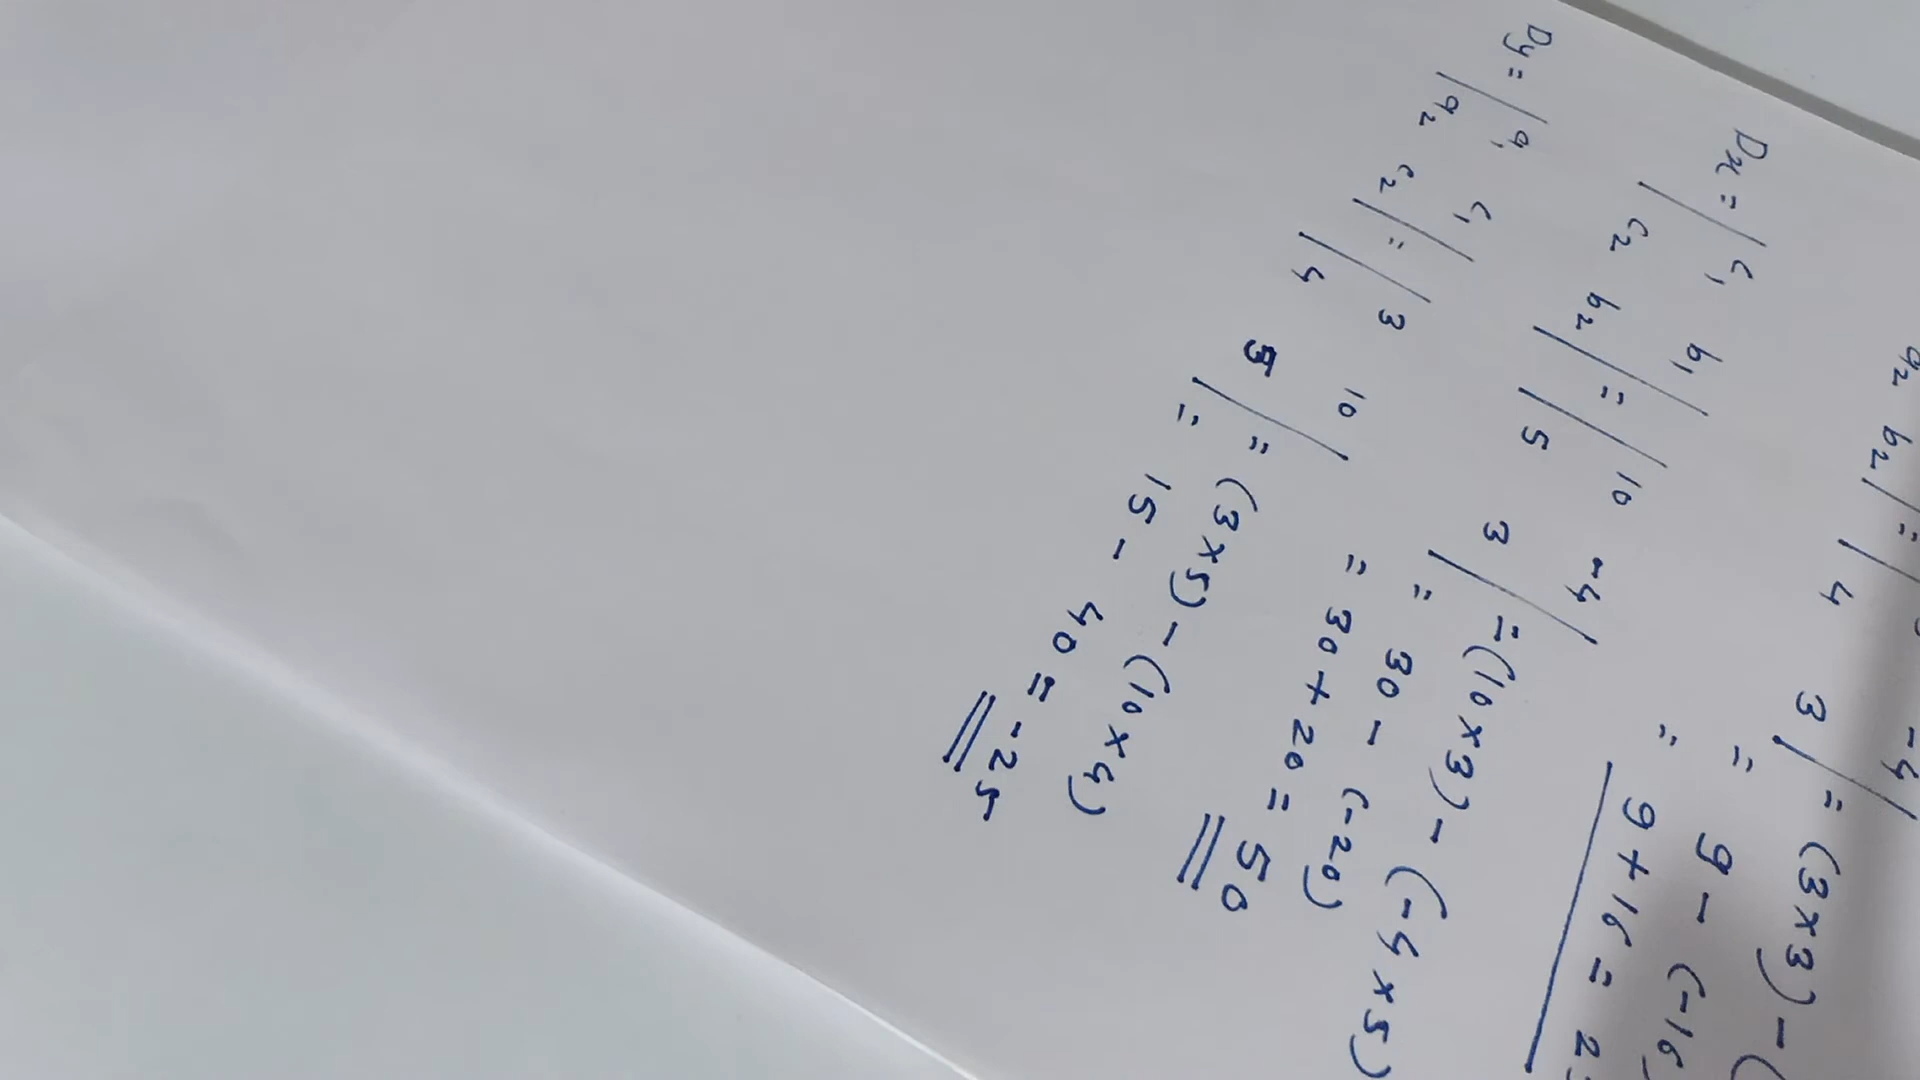 a₂ b₂| = | 4 3| = (3×3) - (
-4|
= 9 - (-16)
= 9 + 16 = 2
Dx = | c₁ b₁ | = | 10 -4 | = (10×3) - (-4×5)
| c₂ b₂ | | 5 3 | = 30 - (-20)
= 30 + 20 = 50
Dy = | a₁ c₁ | = | 3 10 | = (3×5) - (10×4)
| a₂ c₂ | | 4 5 | = 15 - 40 = -25